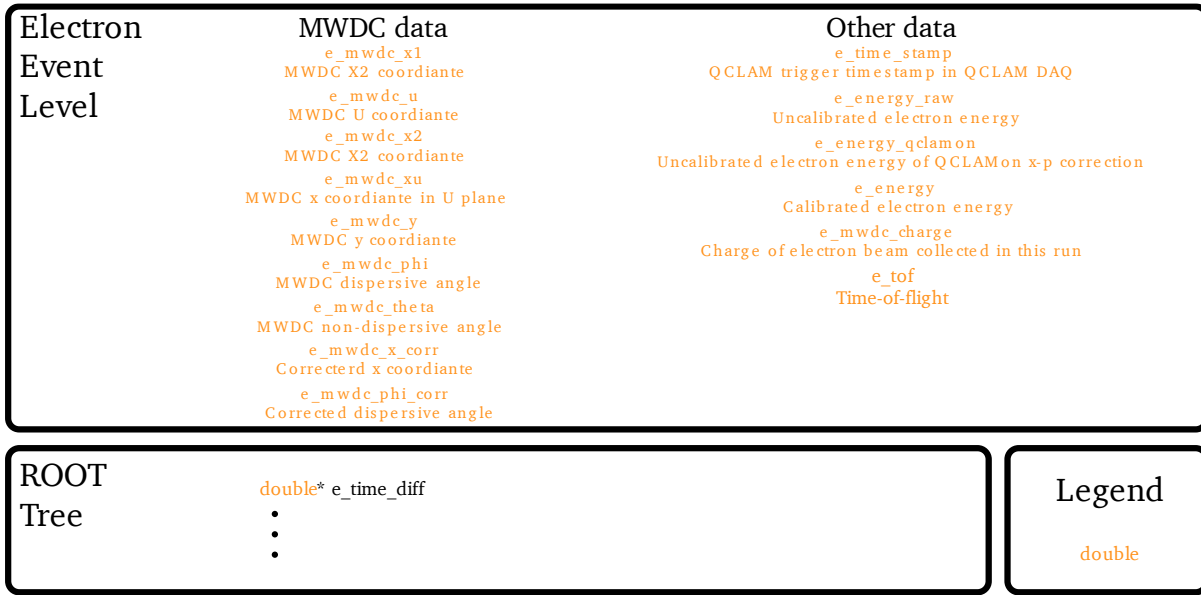 Electron
Event
Level
MWDC data
e_mwdc_x1
MWDC X2 coordiante
e_mwdc_u
MWDC U coordiante
e_mwdc_x2
MWDC X2 coordiante
e_mwdc_xu
MWDC x coordiante in U plane
e_mwdc_y
MWDC y coordiante
e_mwdc_phi
MWDC dispersive angle
e_mwdc_theta
MWDC non-dispersive angle
e_mwdc_x_corr
Correcterd x coordiante
e_mwdc_phi_corr
Corrected dispersive angle
Other data
e_time_stamp
QCLAM trigger timestamp in QCLAM DAQ
e_energy_raw
Uncalibrated electron energy
e_energy_qclamon
Uncalibrated electron energy of QCLAMon x-p correction
e_energy
Calibrated electron energy
e_mwdc_charge
Charge of electron beam collected in this run
e_tof
Time-of-flight
ROOT
Tree
double* e_time_diff
Legend
double